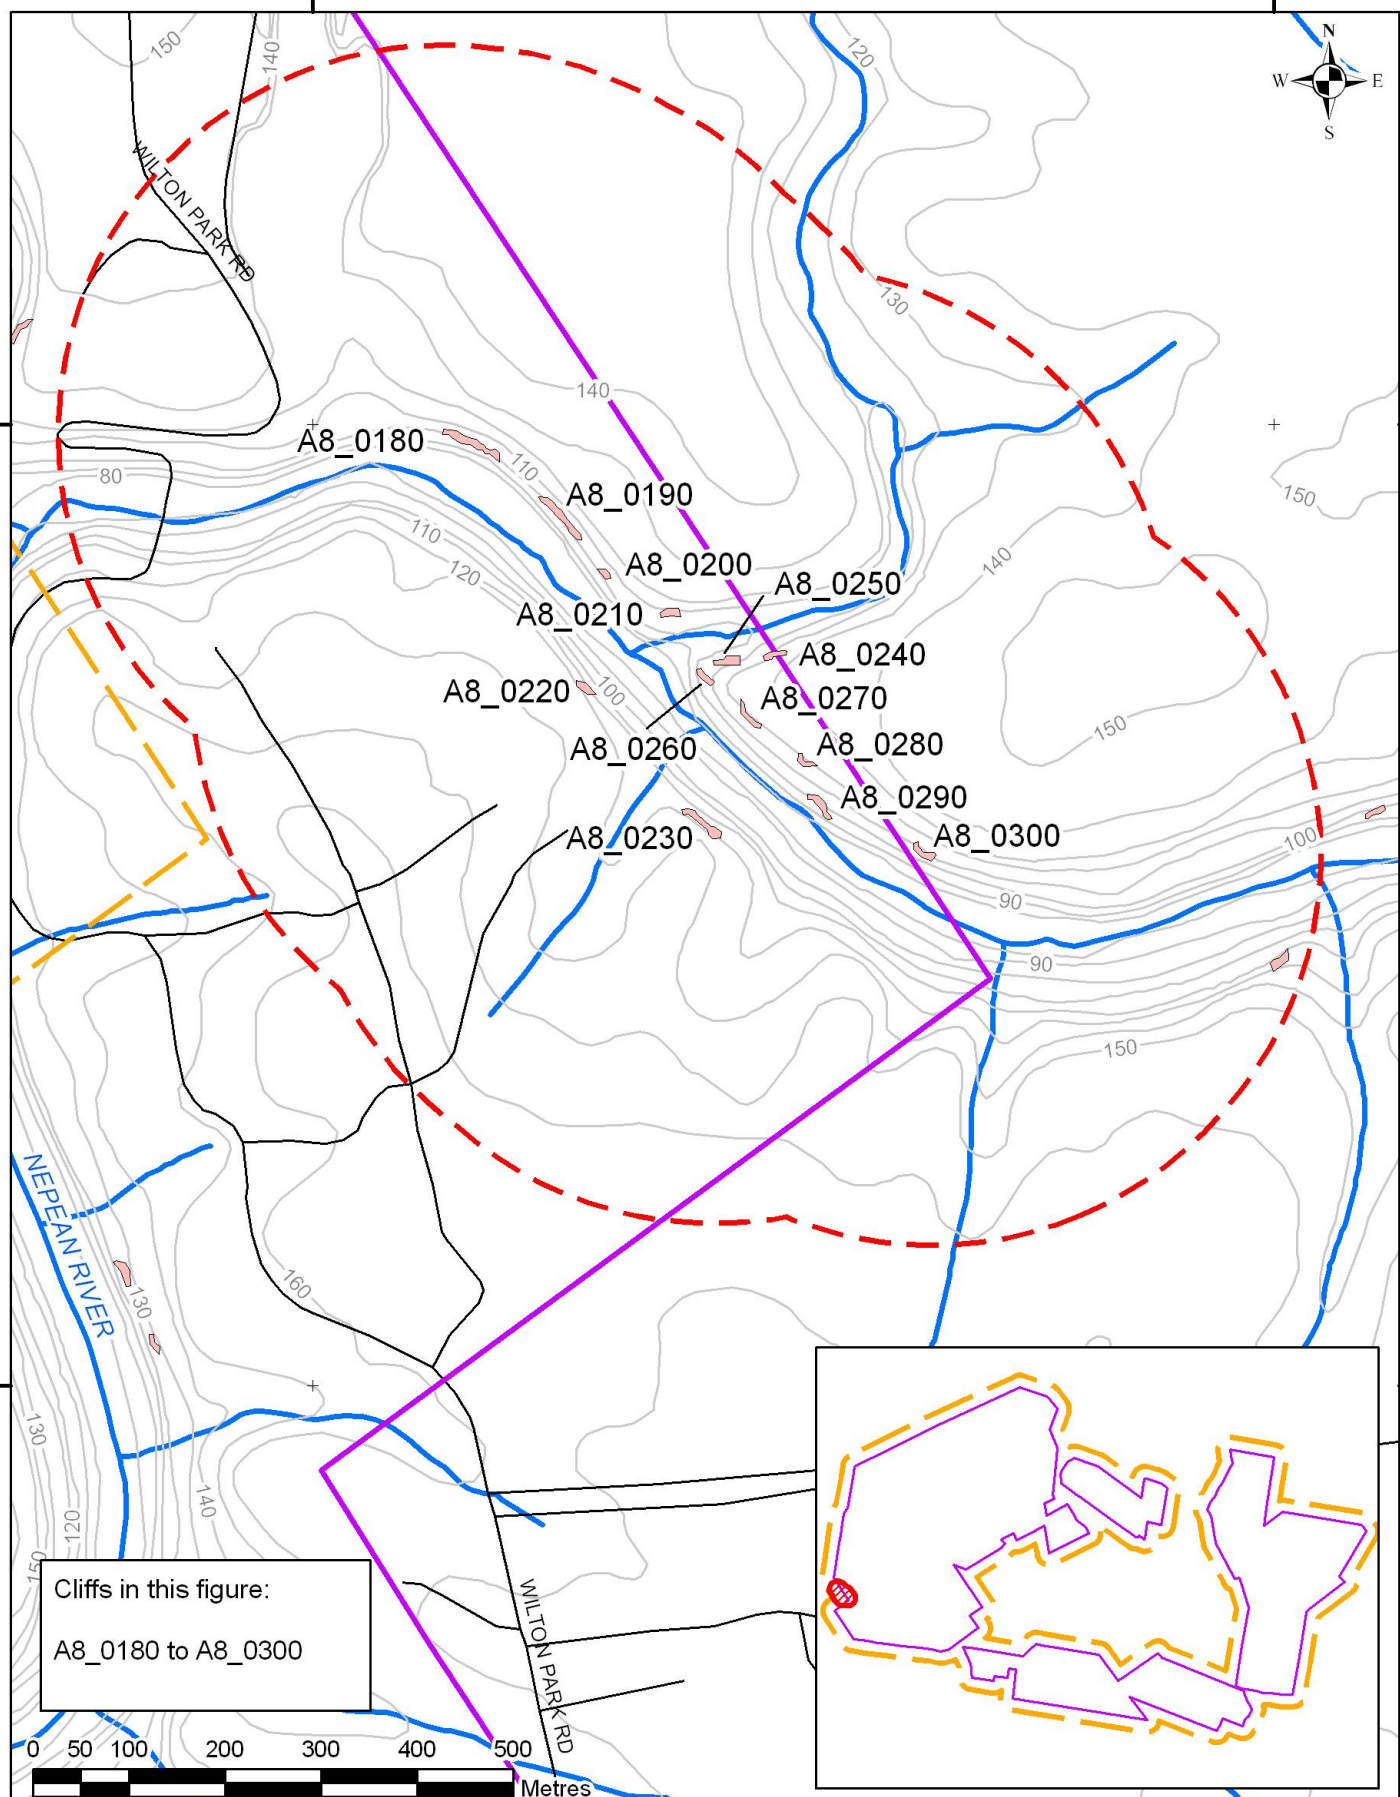 150
140
120
N
W E
S
WILTON PARK RD
130
140
A8_0180
80
110
A8_0190
150
110
120
A8_0200
140
A8_0250
A8_0210
A8_0240
A8_0220
100
A8_0270
A8_0260
A8_0280
150
A8_0290
A8_0230
A8_0300
100
90
90
150
NEPEAN RIVER
130
160
130
140
120
150
WILTON PARK RD
Cliffs in this figure:
A8_0180 to A8_0300
0 50 100 200 300 400 500
Metres